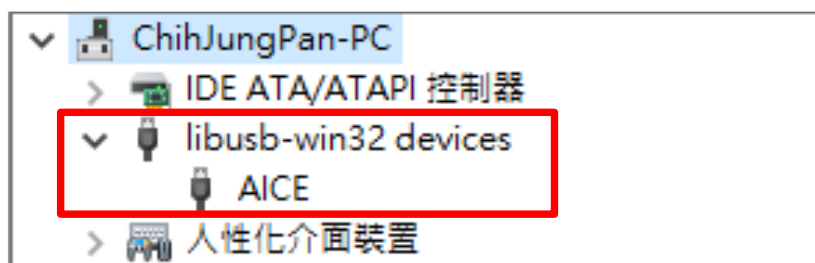 ChihJungPan-PC
IDE ATA/ATAPI 控制器
libusb-win32 devices
AICE
人性化介面裝置